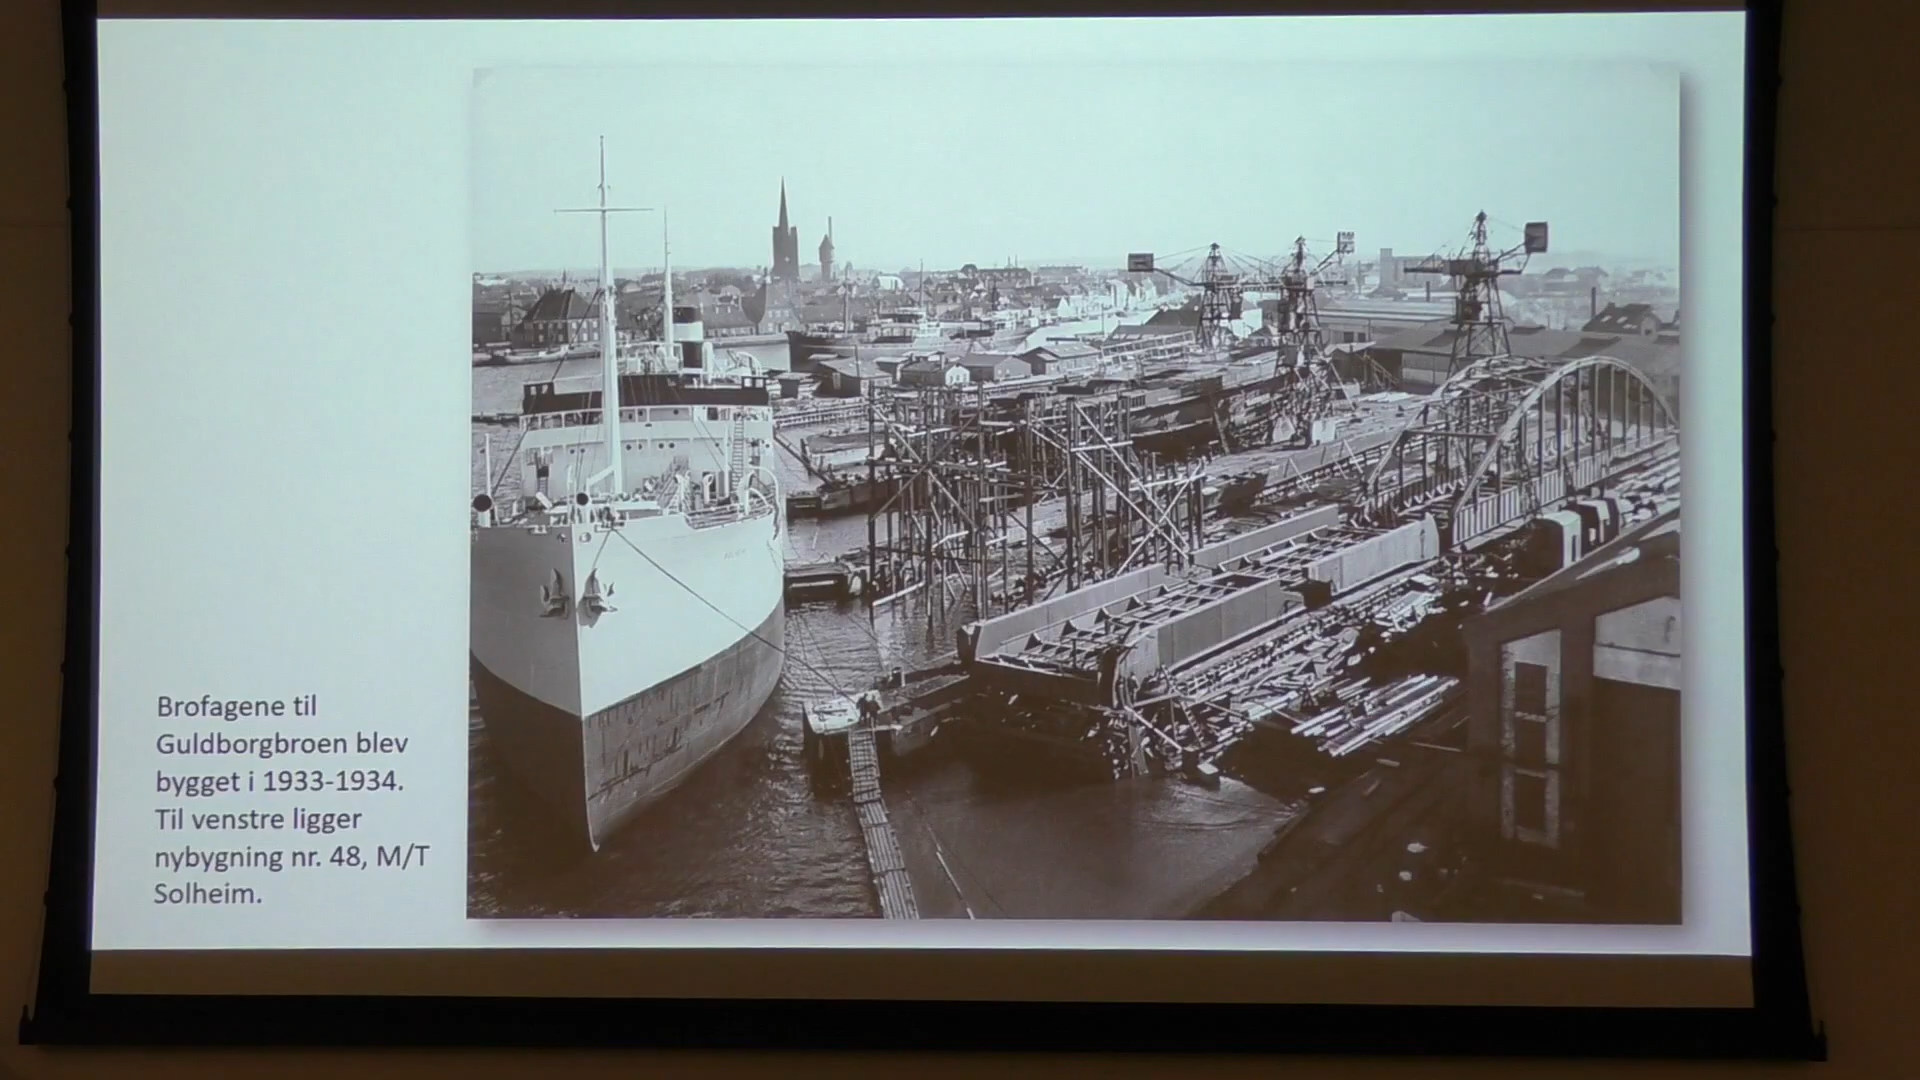 Brofagene til
Guldborgbroen blev
bygget i 1933-1934.
Til venstre ligger
nybygning nr. 48, M/T
Solheim.